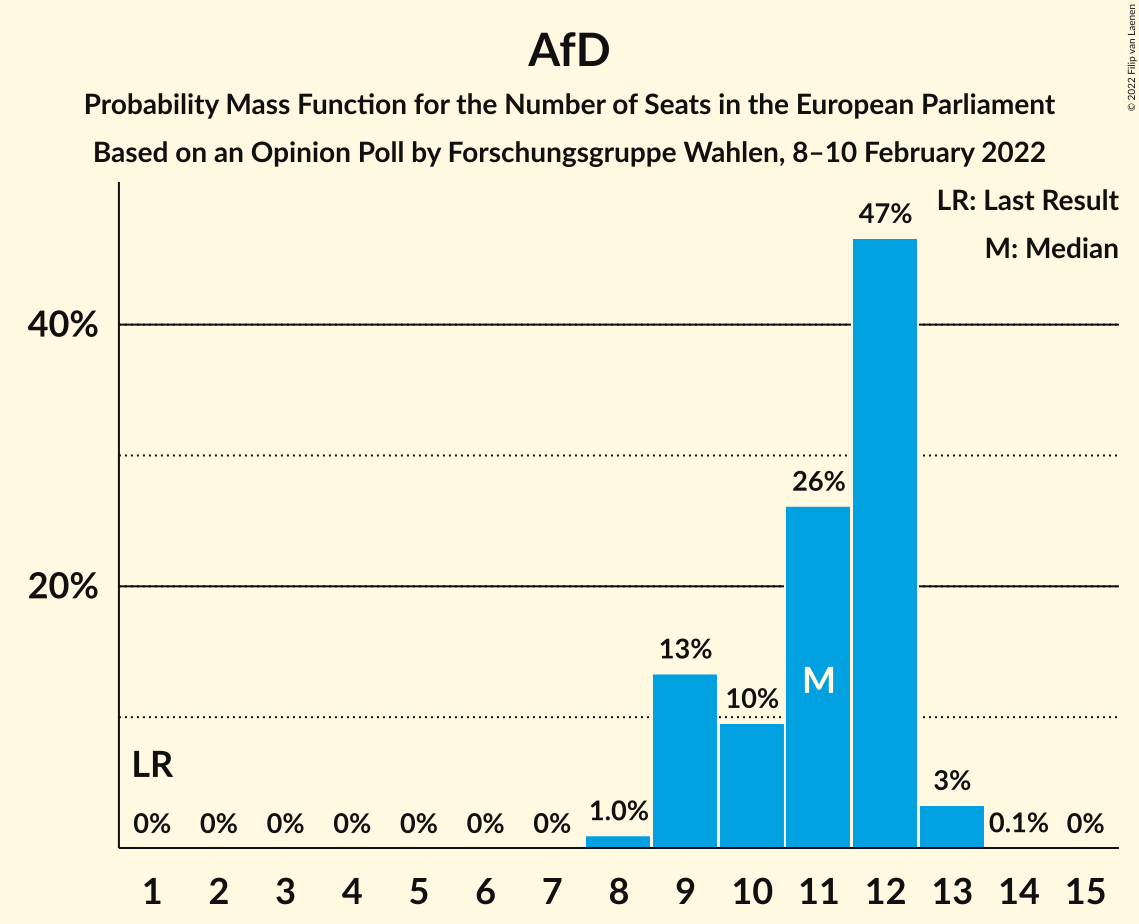 AfD
Probability Mass Function for the Number of Seats in the European Parliament
Based on an Opinion Poll by Forschungsgruppe Wahlen, 8–10 February 2022
© 2022 Filip van Laenen
LR: Last Result
M: Median
47%
40%
26%
20%
13%
M
10%
LR
3%
0% 0% 0% 0% 0% 0% 0% 1.0% 0.1% 0%
1 2 3 4 5 6 7 8 9 10 11 12 13 14 15